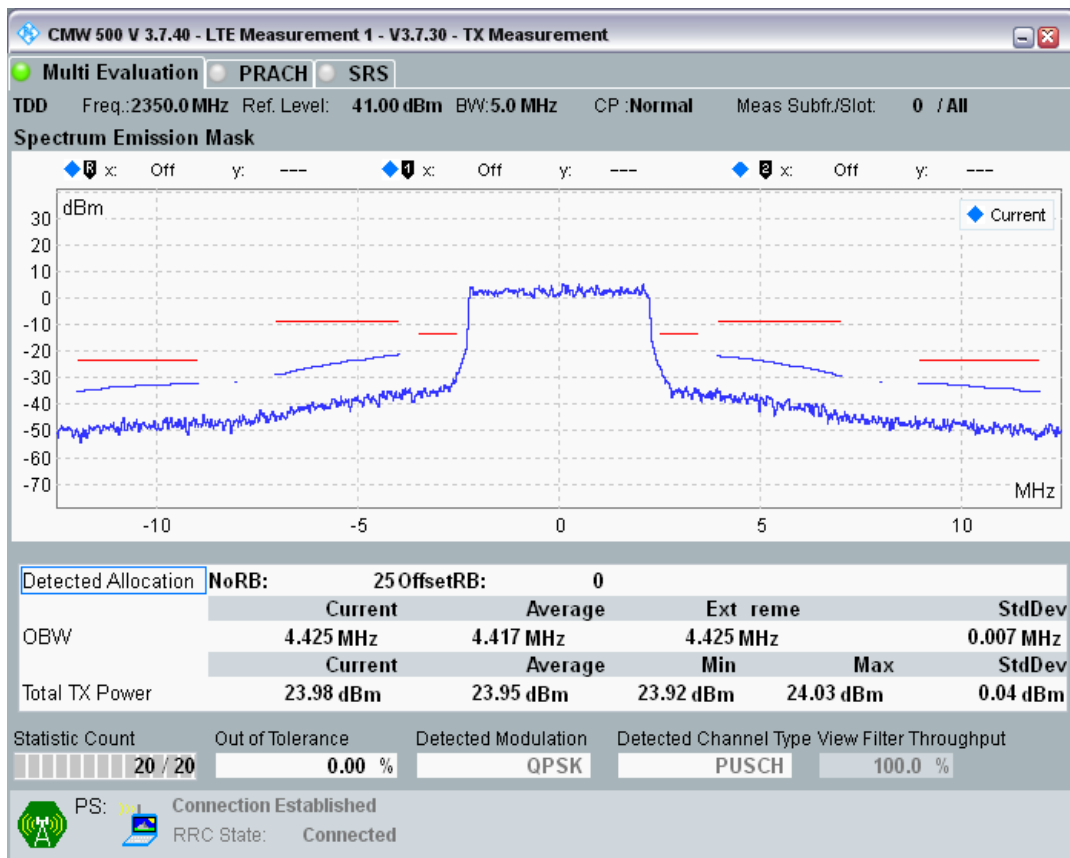 CMW 500 V 3.7.40 - LTE Measurement 1 - V3.7.30 - TX Measurement
Multi Evaluation PRACH SRS
TDD Freq.:2350.0 MHz Ref. Level: 41.00 dBm BW:5.0 MHz CP :Normal Meas Subfr./Slot: 0 / All
Spectrum Emission Mask
R x: Off y: --- 1 x: Off y: --- 2 x: Off y: ---
dBm
Current
30
20
10
0
-10
-20
-30
-40
-50
-60
-70
MHz
-10 -5 0 5 10
Detected Allocation NoRB: 25 OffsetRB: 0
Current Average Ext reme StdDev
OBW 4.425 MHz 4.417 MHz 4.425 MHz 0.007 MHz
Current Average Min Max StdDev
Total TX Power 23.98 dBm 23.95 dBm 23.92 dBm 24.03 dBm 0.04 dBm
Statistic Count Out of Tolerance Detected Modulation Detected Channel Type View Filter Throughput
20 / 20 0.00 % QPSK PUSCH 100.0 %
PS: Connection Established
RRC State: Connected